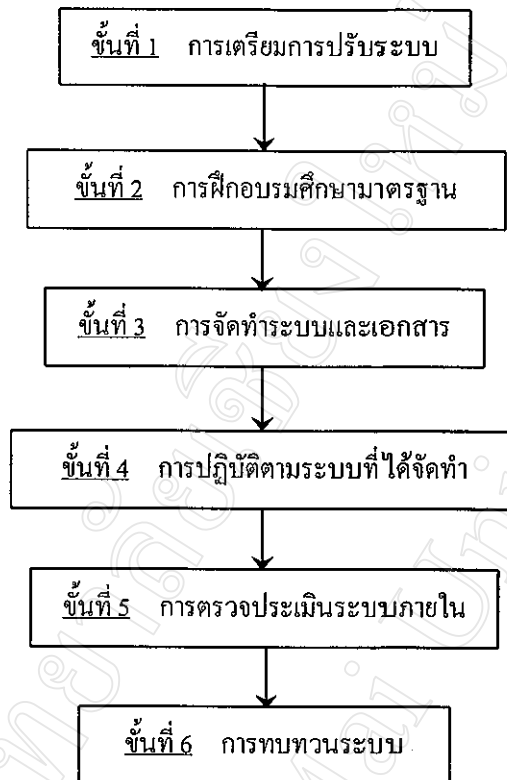 ขั้นที่ 1 การเตรียมการปรับระบบ
ขั้นที่ 2 การฝึกอบรมศึกษามาตรฐาน
ขั้นที่ 3 การจัดทำระบบและเอกสาร
ขั้นที่ 4 การปฏิบัติตามระบบที่ได้จัดทำ
ขั้นที่ 5 การตรวจประเมินระบบภายใน
ขั้นที่ 6 การทบทวนระบบ